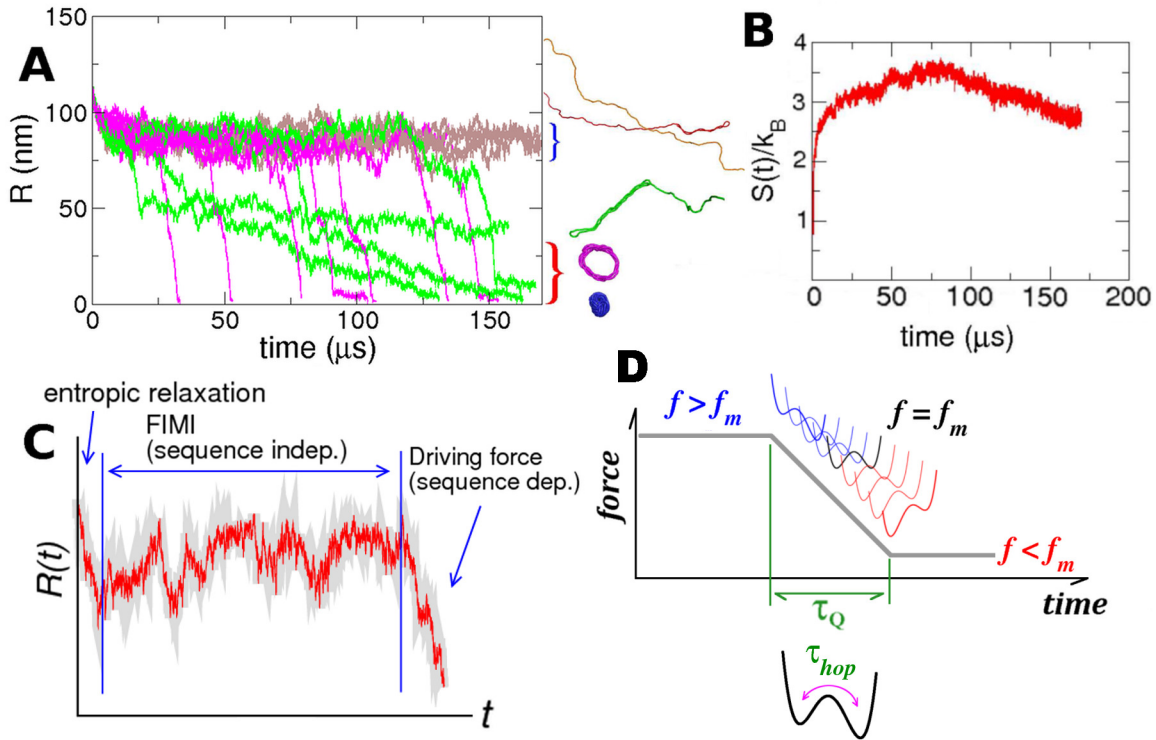 A
150
100
50
0
R (nm)
0
50
100
150
time (μs)
}
}
B
4
3
2
1
S(t)/k_B
0
50
100
150
200
time (μs)
C
entropic relaxation
FIMI
(sequence indep.)
Driving force
(sequence dep.)
R(t)
t
D
f > f_m
f = f_m
force
f < f_m
time
τ_Q
τ_hop